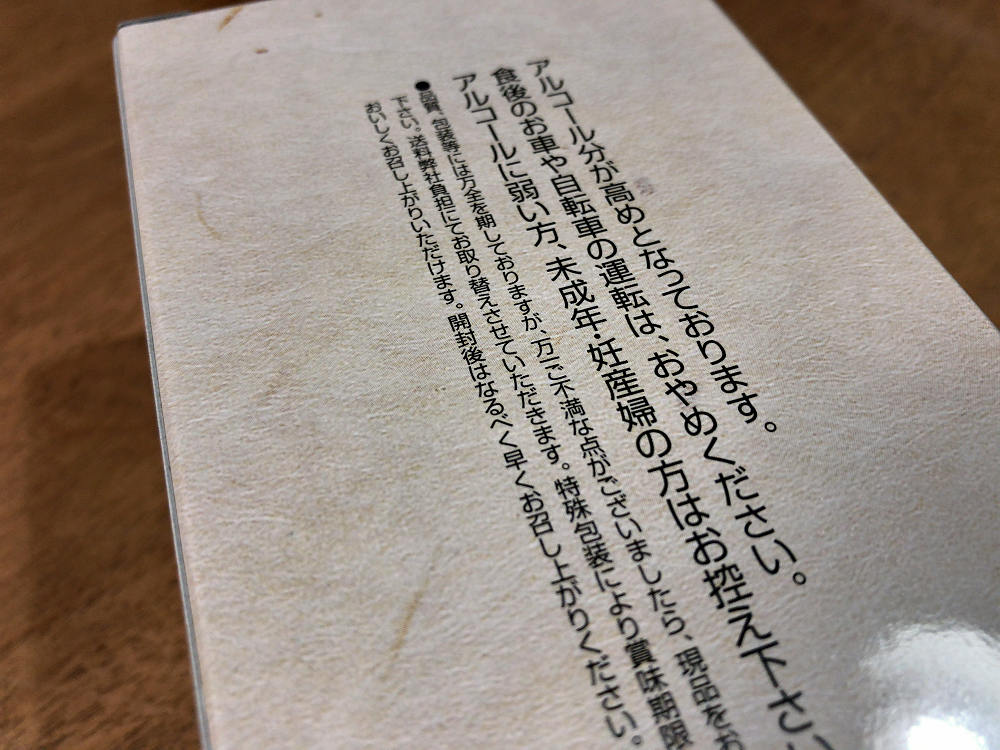 アルコール分が高めとなっております。
食後のお車や自転車の運転は、おやめください。
アルコールに弱い方、未成年・妊産婦の方はお控え下さい
●品質、包装等には万全を期しておりますが、万一ご不満な点がございましたら、現品をお
下さい。送料弊社負担にてお取り替えさせていただきます。特殊包装により賞味期限
おいしくお召し上がりいただけます。開封後はなるべく早くお召し上がりください。